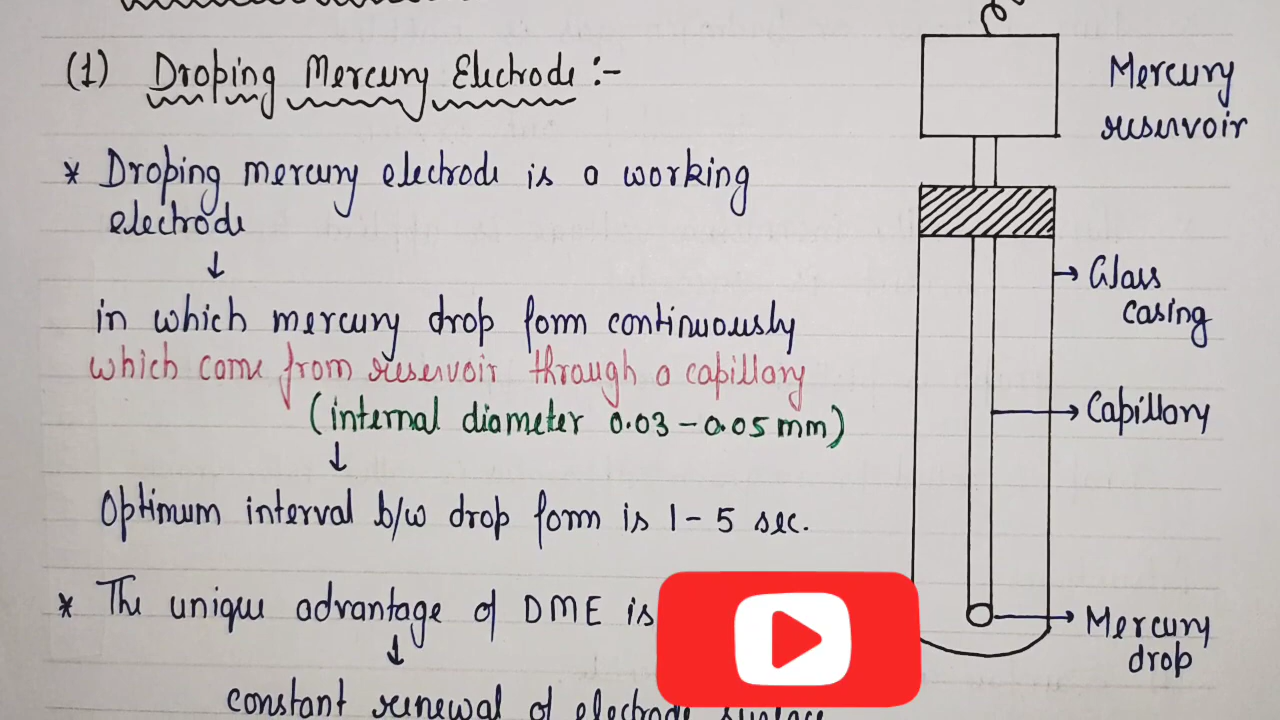 (1) Droping Mercury Electrode :-
* Droping mercury electrode is a working
electrode
↓
in which mercury drop form continuously
which come from reservoir through a capillary
(internal diameter 0.03 - 0.05 mm)
↓
Optimum interval b/w drop form is 1 - 5 sec.
* The unique advantage of DME is
↓
constant renewal of electrode surface
Mercury
reservoir
Glass
casing
Capillary
Mercury
drop